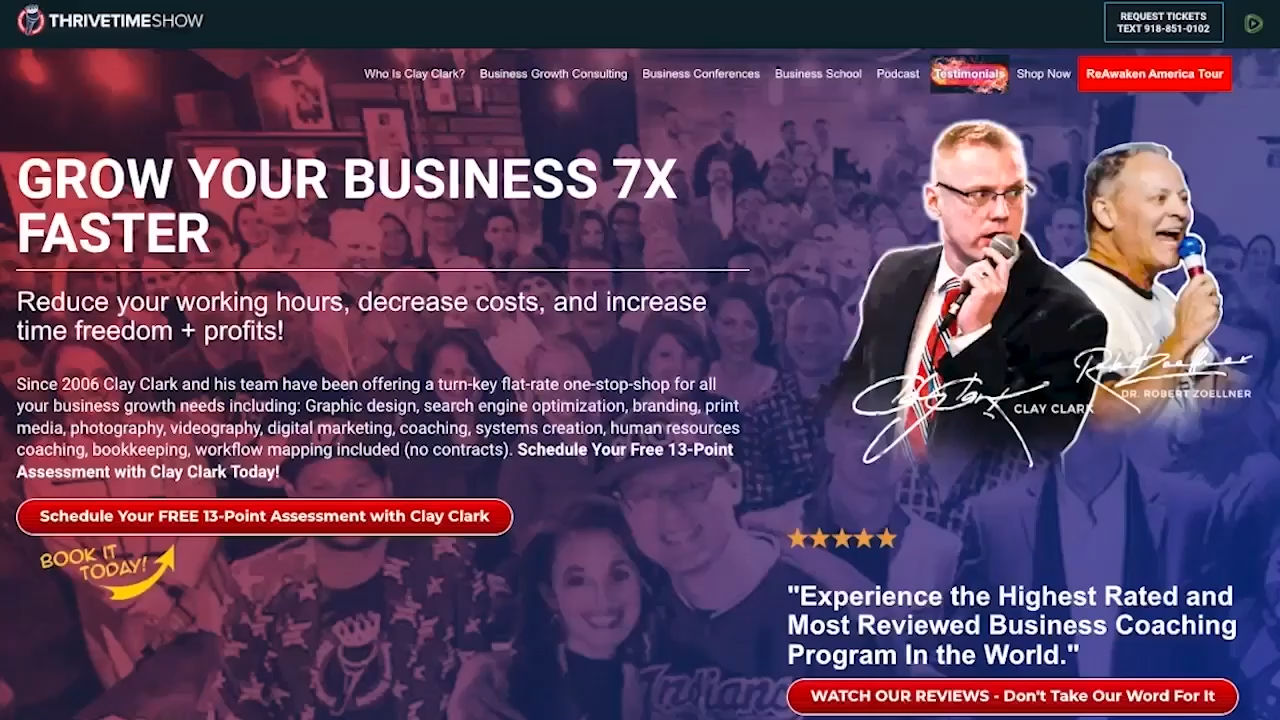 THRIVETIMESHOW
REQUEST TICKETS
TEXT 918-851-0102
Who Is Clay Clark? Business Growth Consulting Business Conferences Business School Podcast Testimonials Shop Now ReAwaken America Tour
GROW YOUR BUSINESS 7X
FASTER
Reduce your working hours, decrease costs, and increase
time freedom + profits!
Since 2006 Clay Clark and his team have been offering a turn-key flat-rate one-stop-shop for all
your business growth needs including: Graphic design, search engine optimization, branding, print
media, photography, videography, digital marketing, coaching, systems creation, human resources
coaching, bookkeeping, workflow mapping included (no contracts). Schedule Your Free 13-Point
Assessment with Clay Clark Today!
Schedule Your FREE 13-Point Assessment with Clay Clark
BOOK IT
TODAY!
Clay Clark
CLAY CLARK
Robert Zoellner
DR. ROBERT ZOELLNER
"Experience the Highest Rated and
Most Reviewed Business Coaching
Program In the World."
WATCH OUR REVIEWS - Don't Take Our Word For It
Indiana